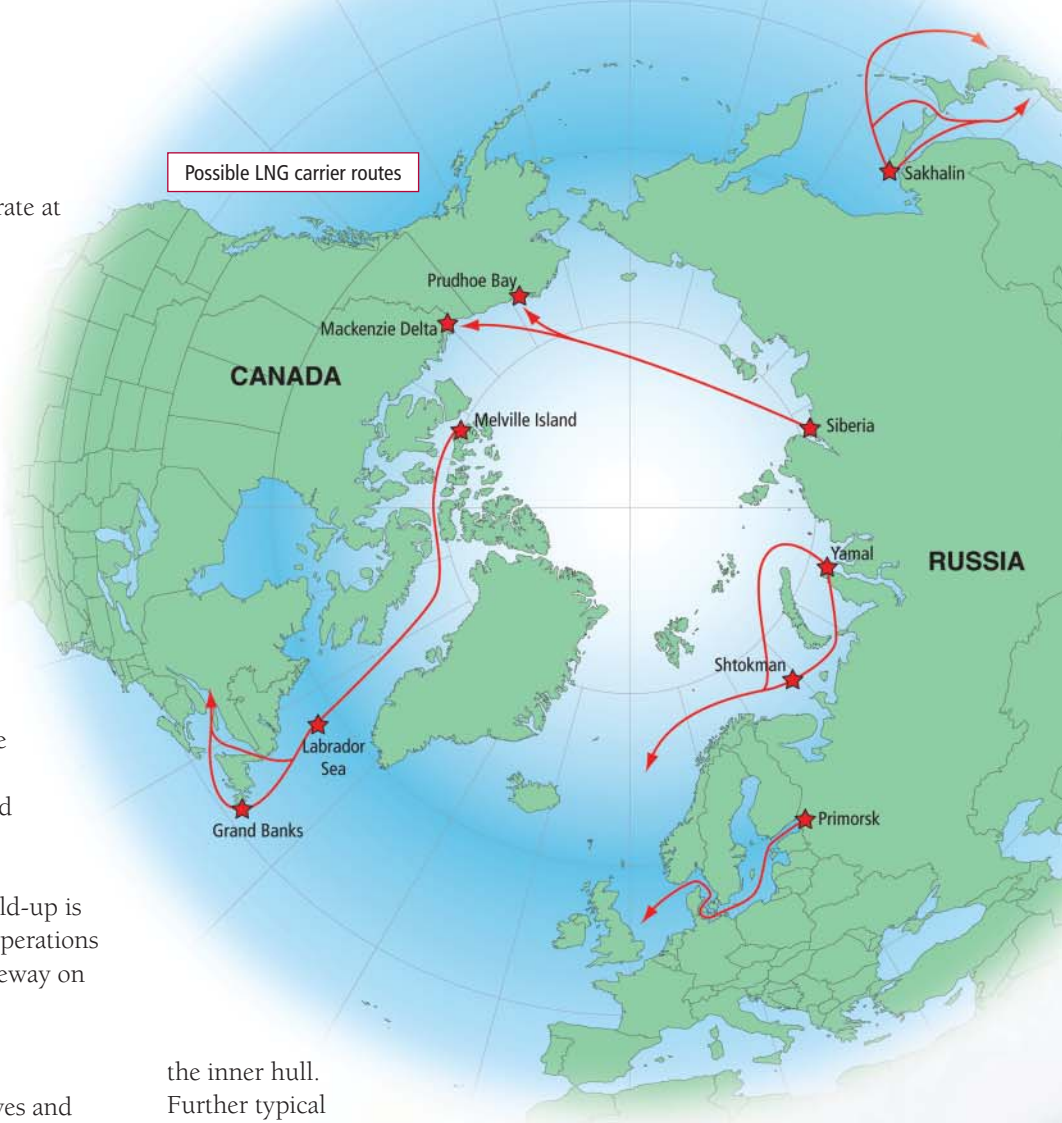 rate at
e
d
ld-up is
perations
eway on
ves and
Possible LNG carrier routes
Sakhalin
Prudhoe Bay
Mackenzie Delta
CANADA
Melville Island
Siberia
Yamal
RUSSIA
Shtokman
Labrador
Sea
Grand Banks
Primorsk
the inner hull.
Further typical